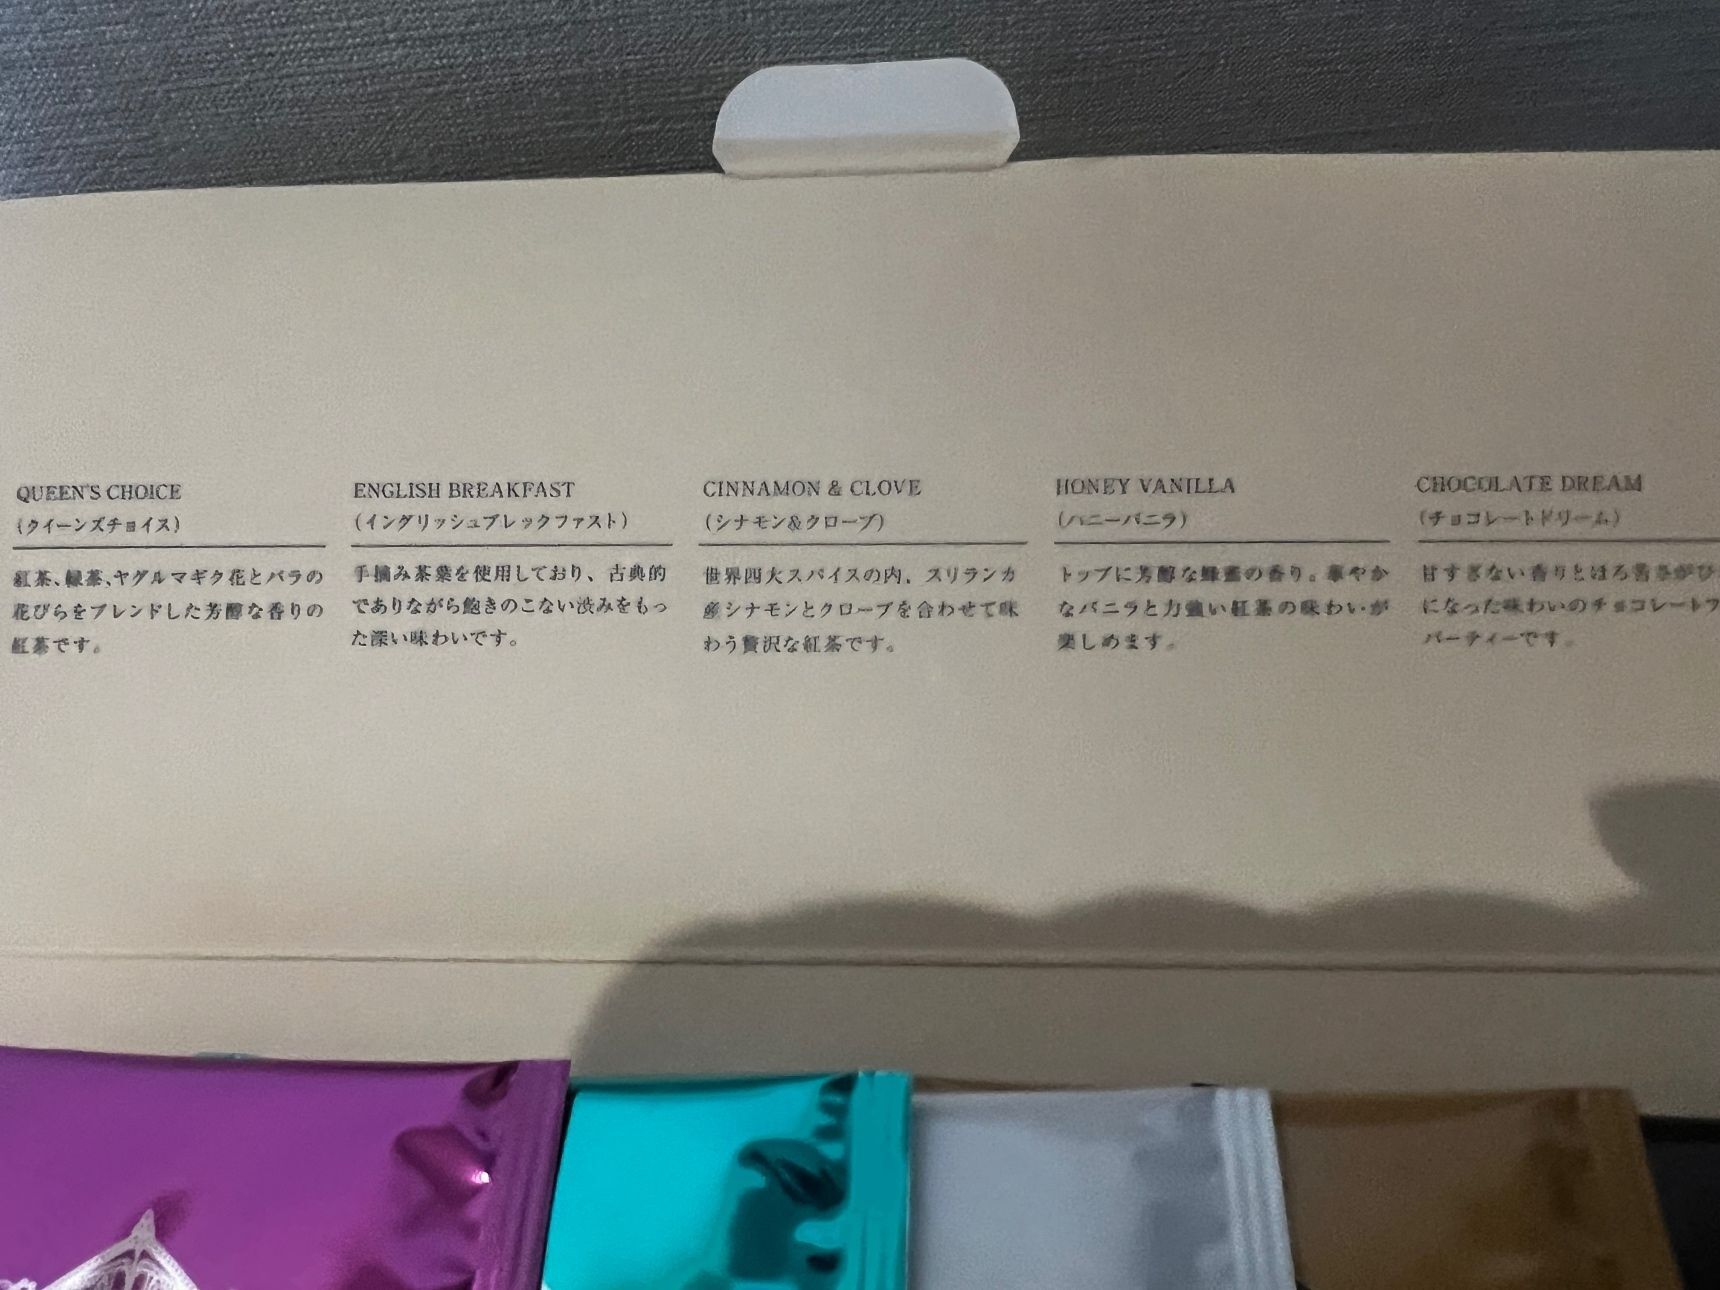 QUEEN'S CHOICE
(クイーンズチョイス)
紅茶、緑茶、ヤグルマギク花とバラの
花びらをブレンドした芳醇な香りの
紅茶です。
ENGLISH BREAKFAST
(イングリッシュブレックファスト)
手摘み茶葉を使用しており、古典的
でありながら飽きのこない渋みをもっ
た深い味わいです。
CINNAMON & CLOVE
(シナモン&クローブ)
世界四大スパイスの内、スリランカ
産シナモンとクローブを合わせて味
わう贅沢な紅茶です。
HONEY VANILLA
(ハニーバニラ)
トップに芳醇な蜂蜜の香り。華やか
なバニラと力強い紅茶の味わいが
楽しめます。
CHOCOLATE DREAM
(チョコレートドリーム)
甘すぎない香りとほろ苦さがひ
になった味わいのチョコレートフ
パーティーです。